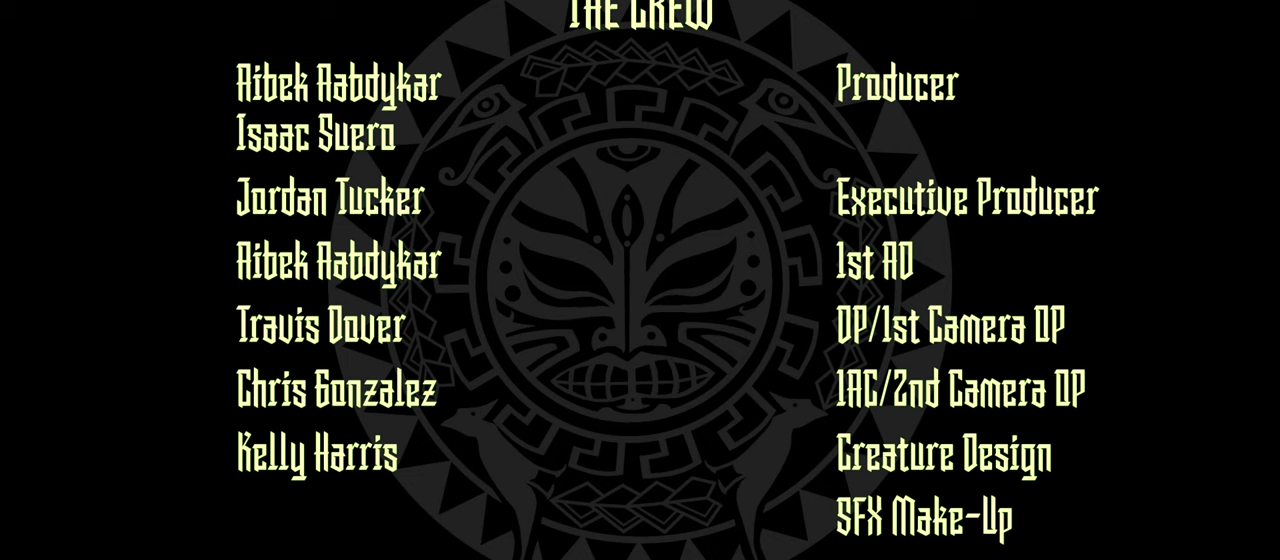 THE CREW
Aibek Aabdykar Producer
Isaac Suero
Jordan Tucker Executive Producer
Aibek Aabdykar 1st AD
Travis Dover DP/1st Camera OP
Chris Gonzalez 1AC/2nd Camera OP
Kelly Harris Creature Design
SFX Make-Up